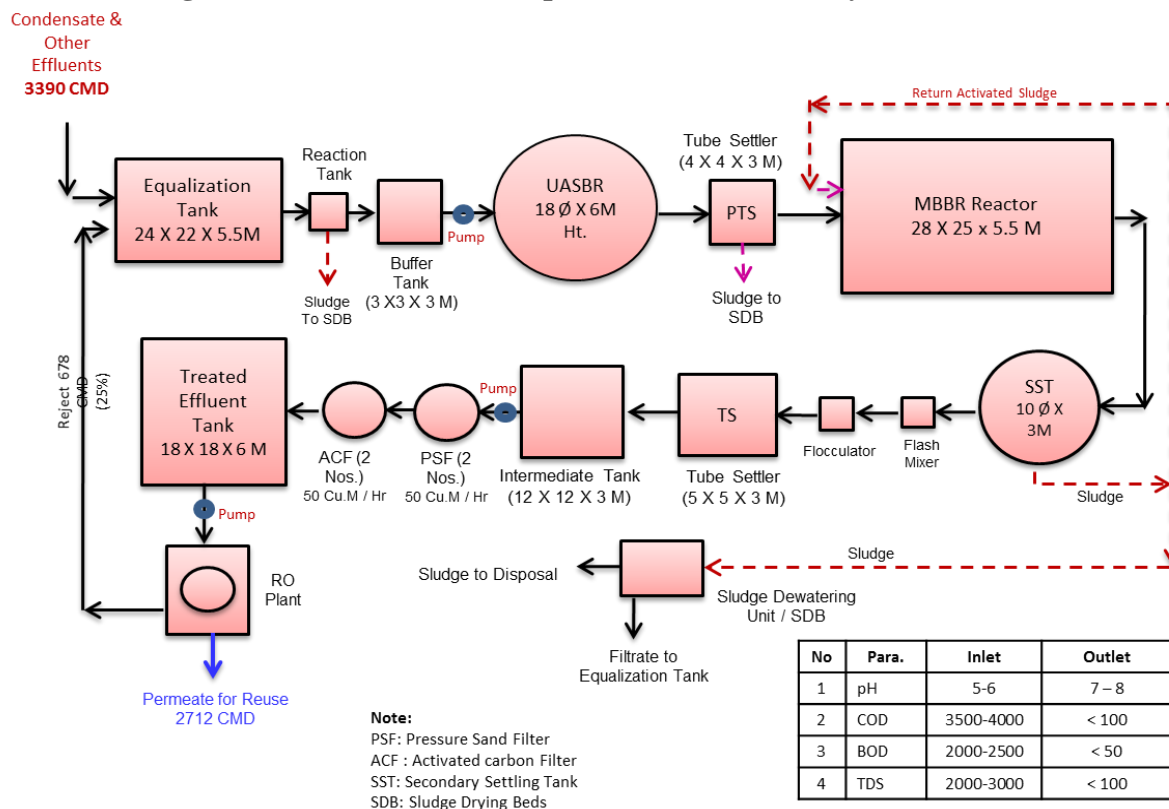 Condensate &
Other
Effluents
3390 CMD
Equalization
Tank
24 X 22 X 5.5M
Reaction
Tank
Sludge
To SDB
Buffer
Tank
(3 X3 X 3 M)
Pump
UASBR
18 Ø X 6M
Ht.
Tube Settler
(4 X 4 X 3 M)
PTS
Sludge to
SDB
Return Activated Sludge
MBBR Reactor
28 X 25 x 5.5 M
Reject 678
CMD
(25%)
Treated
Effluent
Tank
18 X 18 X 6 M
ACF (2
Nos.)
50 Cu.M / Hr
PSF (2
Nos.)
50 Cu.M / Hr
Pump
Intermediate Tank
(12 X 12 X 3 M)
TS
Tube Settler
(5 X 5 X 3 M)
Flocculator
Flash
Mixer
SST
10 Ø X
3M
Sludge
Pump
RO
Plant
Permeate for Reuse
2712 CMD
Sludge to Disposal
Sludge
Sludge Dewatering
Unit / SDB
Filtrate to
Equalization Tank
Note:
PSF: Pressure Sand Filter
ACF : Activated carbon Filter
SST: Secondary Settling Tank
SDB: Sludge Drying Beds
No Para. Inlet Outlet
1 pH 5-6 7 – 8
2 COD 3500-4000 < 100
3 BOD 2000-2500 < 50
4 TDS 2000-3000 < 100